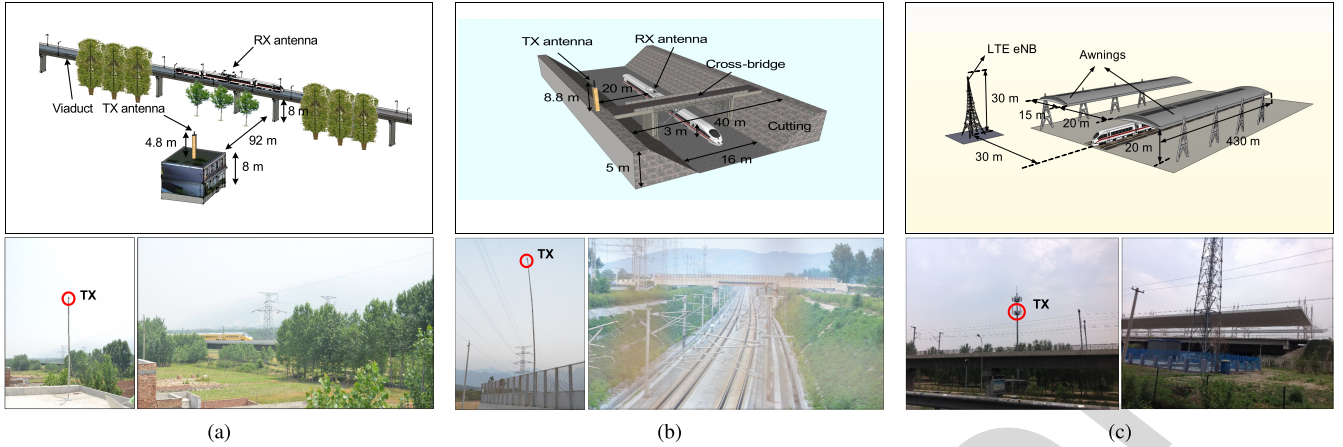 RX antenna
Viaduct
TX antenna
8 m
4.8 m
92 m
8 m
TX
(a)
TX antenna
RX antenna
Cross-bridge
20 m
8.8 m
40 m
3 m
Cutting
16 m
5 m
TX
(b)
LTE eNB
Awnings
30 m
15 m
20 m
20 m
430 m
30 m
TX
(c)